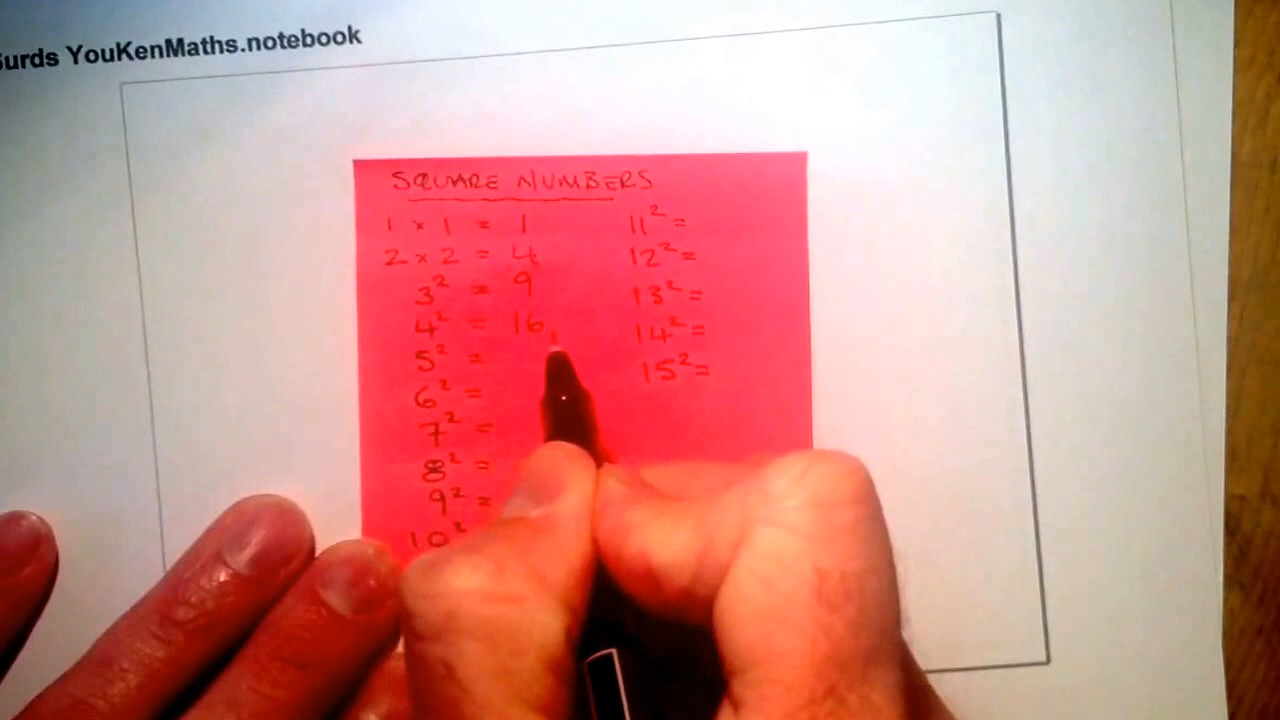 Surds YouKenMaths.notebook
SQUARE NUMBERS
1 × 1 = 1
2 × 2 = 4
3² = 9
4² = 16
5² =
6² =
7² =
8² =
9² =
10²
11² =
12² =
13² =
14² =
15² =